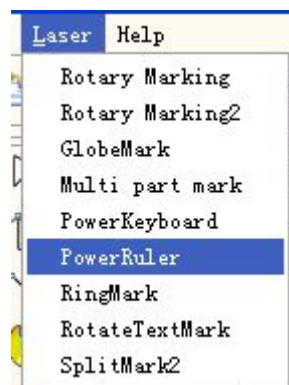 Laser Help
Rotary Marking
Rotary Marking2
GlobeMark
Multi part mark
PowerKeyboard
PowerRuler
RingMark
RotateTextMark
SplitMark2